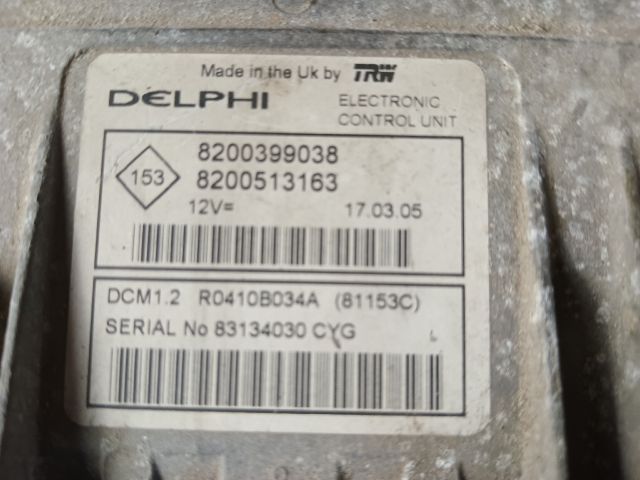 Made in the Uk by TRW
DELPHI ELECTRONIC
CONTROL UNIT
153
8200399038
8200513163
12V= 17.03.05
DCM1.2 R0410B034A (81153C)
SERIAL No 83134030 CYG